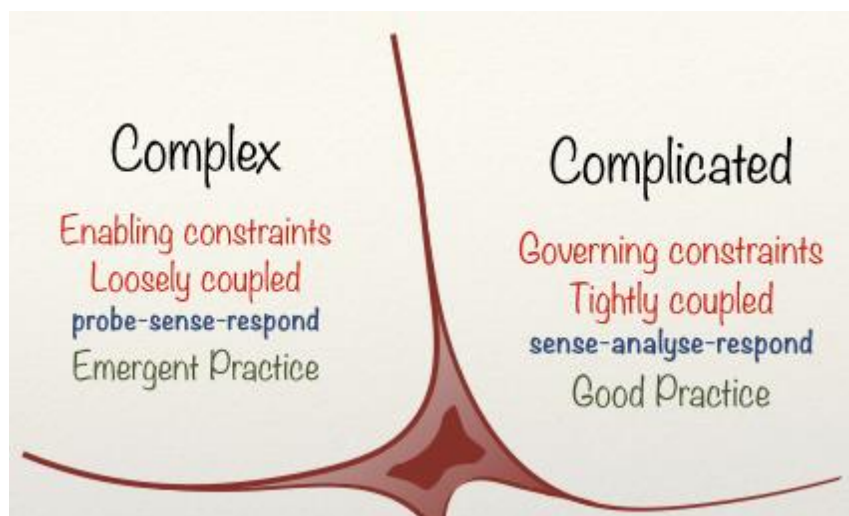 Complex
Enabling constraints
Loosely coupled
probe-sense-respond
Emergent Practice
Complicated
Governing constraints
Tightly coupled
sense-analyse-respond
Good Practice